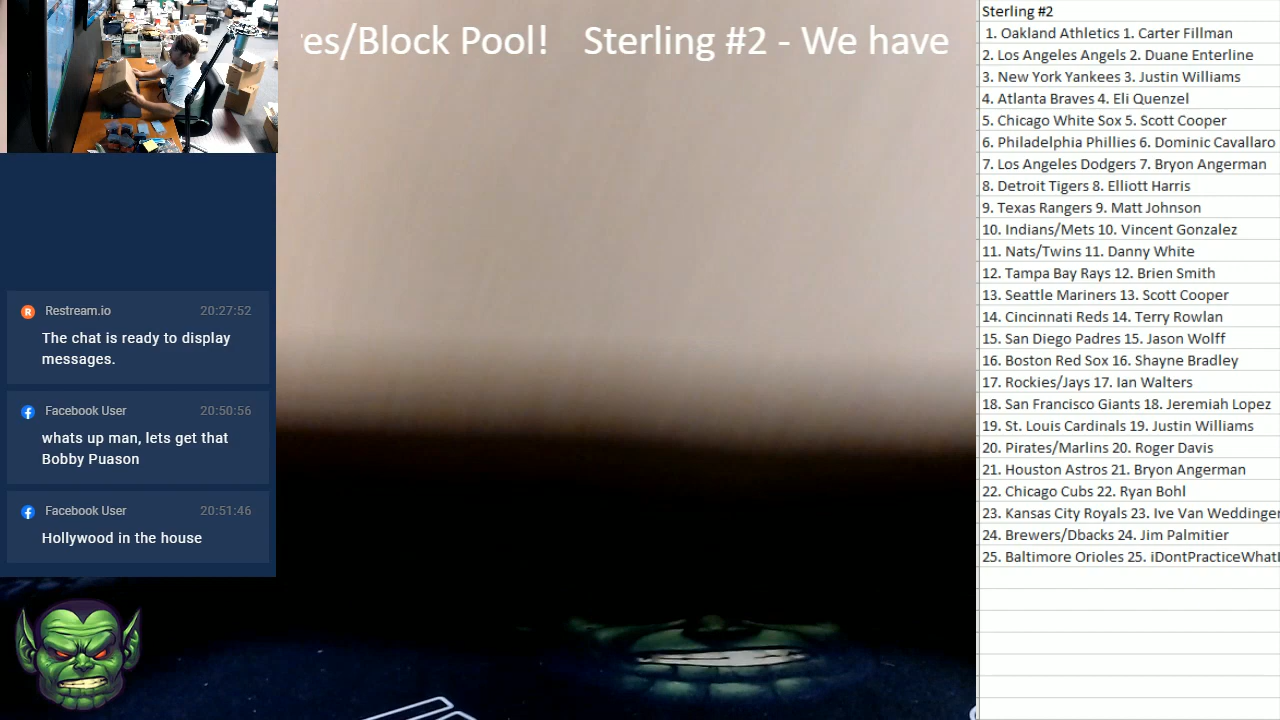 res/Block Pool! Sterling #2 - We have
Restream.io 20:27:52
The chat is ready to display
messages.
Facebook User 20:50:56
whats up man, lets get that
Bobby Puason
Facebook User 20:51:46
Hollywood in the house
Sterling #2
1. Oakland Athletics 1. Carter Fillman
2. Los Angeles Angels 2. Duane Enterline
3. New York Yankees 3. Justin Williams
4. Atlanta Braves 4. Eli Quenzel
5. Chicago White Sox 5. Scott Cooper
6. Philadelphia Phillies 6. Dominic Cavallaro
7. Los Angeles Dodgers 7. Bryon Angerman
8. Detroit Tigers 8. Elliott Harris
9. Texas Rangers 9. Matt Johnson
10. Indians/Mets 10. Vincent Gonzalez
11. Nats/Twins 11. Danny White
12. Tampa Bay Rays 12. Brien Smith
13. Seattle Mariners 13. Scott Cooper
14. Cincinnati Reds 14. Terry Rowlan
15. San Diego Padres 15. Jason Wolff
16. Boston Red Sox 16. Shayne Bradley
17. Rockies/Jays 17. Ian Walters
18. San Francisco Giants 18. Jeremiah Lopez
19. St. Louis Cardinals 19. Justin Williams
20. Pirates/Marlins 20. Roger Davis
21. Houston Astros 21. Bryon Angerman
22. Chicago Cubs 22. Ryan Bohl
23. Kansas City Royals 23. Ive Van Weddinger
24. Brewers/Dbacks 24. Jim Palmitier
25. Baltimore Orioles 25. iDontPracticeWhatI